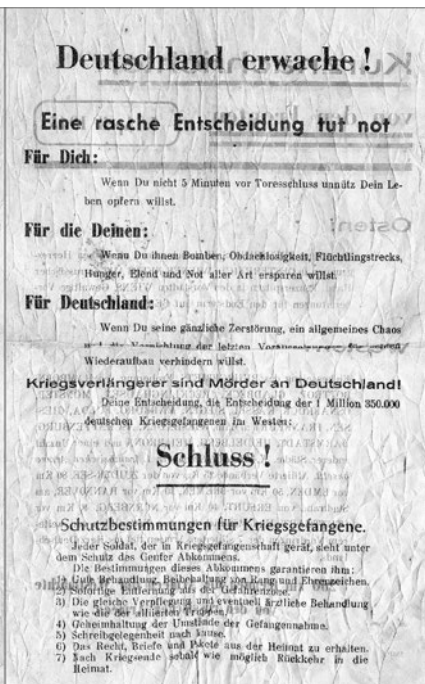 Deutschland erwache !
Eine rasche Entscheidung tut not
Für Dich:
Wenn Du nicht 5 Minuten vor Toresschluss unnütz Dein Le-
ben opfern willst.
Für die Deinen:
Wenn Du ihnen Bomben, Obdachlosigkeit, Flüchtlingstrecks,
Hunger, Elend und Not aller Art ersparen willst.
Für Deutschland:
Wenn Du seine gänzliche Zerstörung, ein allgemeines Chaos
und die Vernichtung der letzten Voraussetzungen für
Wiederaufbau verhindern willst.
Kriegsverlängerer sind Mörder an Deutschland!
Deine Entscheidung, die Entscheidung der 1 Million 350.000
deutschen Kriegsgefangenen im Westen:
Schluss !
Schutzbestimmungen für Kriegsgefangene.
Jeder Soldat, der in Kriegsgefangenschaft gerät, steht unter
dem Schutz des Genfer Abkommens.
Die Bestimmungen dieses Abkommens garantieren ihm:
1) Gute Behandlung, Beibehaltung von Rang und Ehrenzeichen.
2) Sofortige Entfernung aus der Gefahrenzone.
3) Die gleiche Verpflegung und eventuell ärztliche Behandlung
wie die der alliierten Truppen.
4) Geheimhaltung der Umstände der Gefangennahme.
5) Schreibgelegenheit nach Hause.
6) Das Recht, Briefe und Pakete aus der Heimat zu erhalten.
7) Nach Kriegsende sobald wie möglich Rückkehr in die
Heimat.